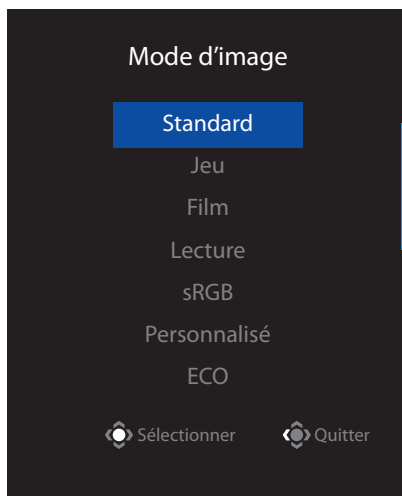 Mode d’image
Standard
Jeu
Film
Lecture
sRGB
Personnalisé
ECO
Sélectionner Quitter